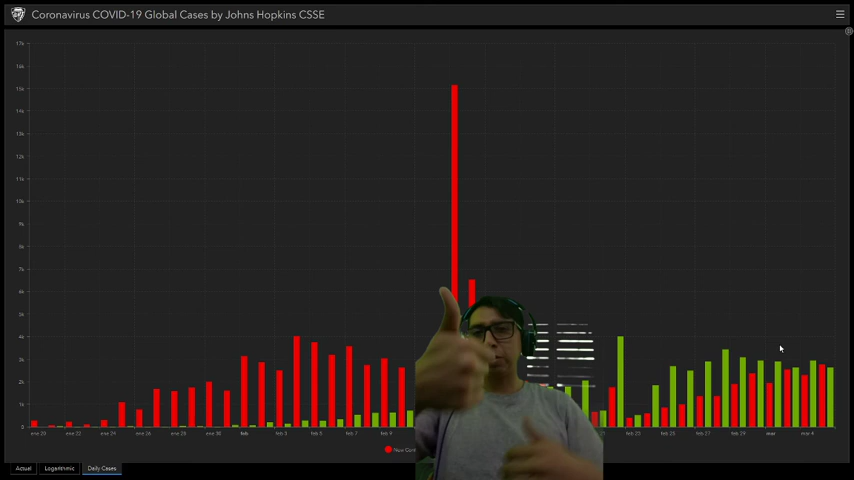 Coronavirus COVID-19 Global Cases by Johns Hopkins CSSE
17k
16k
15k
14k
13k
12k
11k
10k
9k
8k
7k
6k
5k
4k
3k
2k
1k
0
ene 20 ene 22 ene 24 ene 26 ene 28 ene 30 feb feb 3 feb 5 feb 7 feb 9 feb 23 feb 25 feb 27 feb 29 mar mar 4
New
Actual Logarithmic Daily Cases